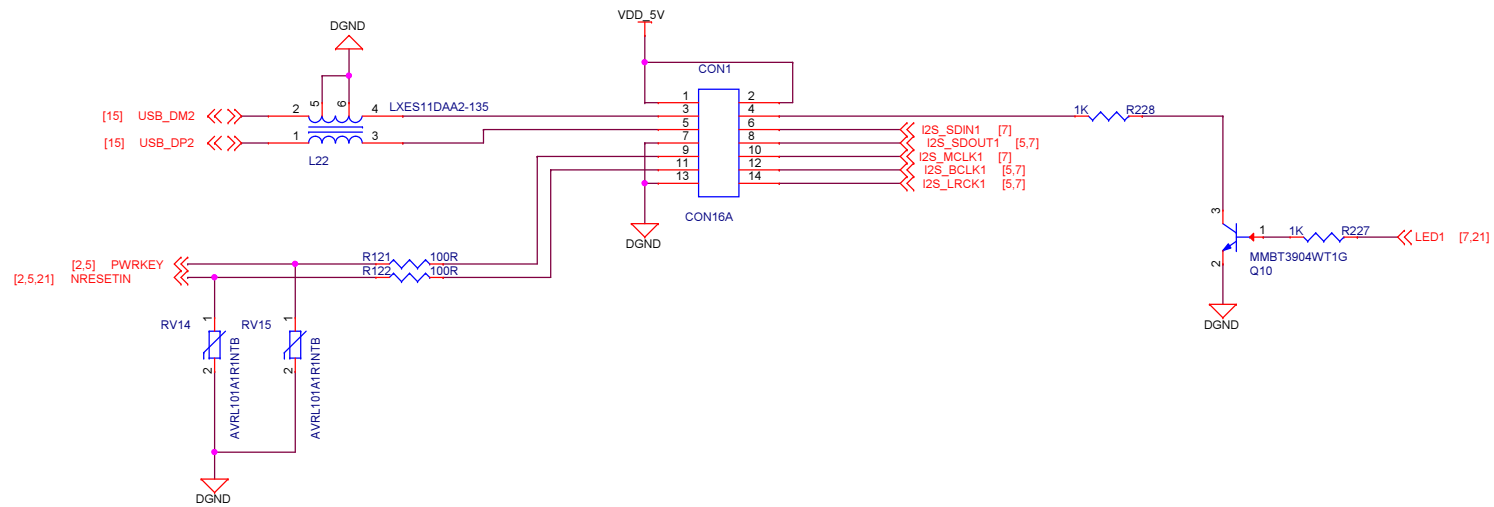 VDD_5V
DGND
CON1
5
6
1
2
[15] USB_DM2
2
4
LXES11DAA2-135
3
4
1K
R228
5
6
I2S_SDIN1 [7]
[15] USB_DP2
1
3
7
8
I2S_SDOUT1 [5,7]
L22
9
10
I2S_MCLK1 [7]
11
12
I2S_BCLK1 [5,7]
13
14
I2S_LRCK1 [5,7]
CON16A
DGND
3
1
1K
R227
LED1 [7,21]
MMBT3904WT1G
Q10
2
DGND
[2,5] PWRKEY
R121
100R
[2,5,21] NRESETIN
R122
100R
RV14
1
2
AVRL101A1R1NTB
RV15
1
2
AVRL101A1R1NTB
DGND